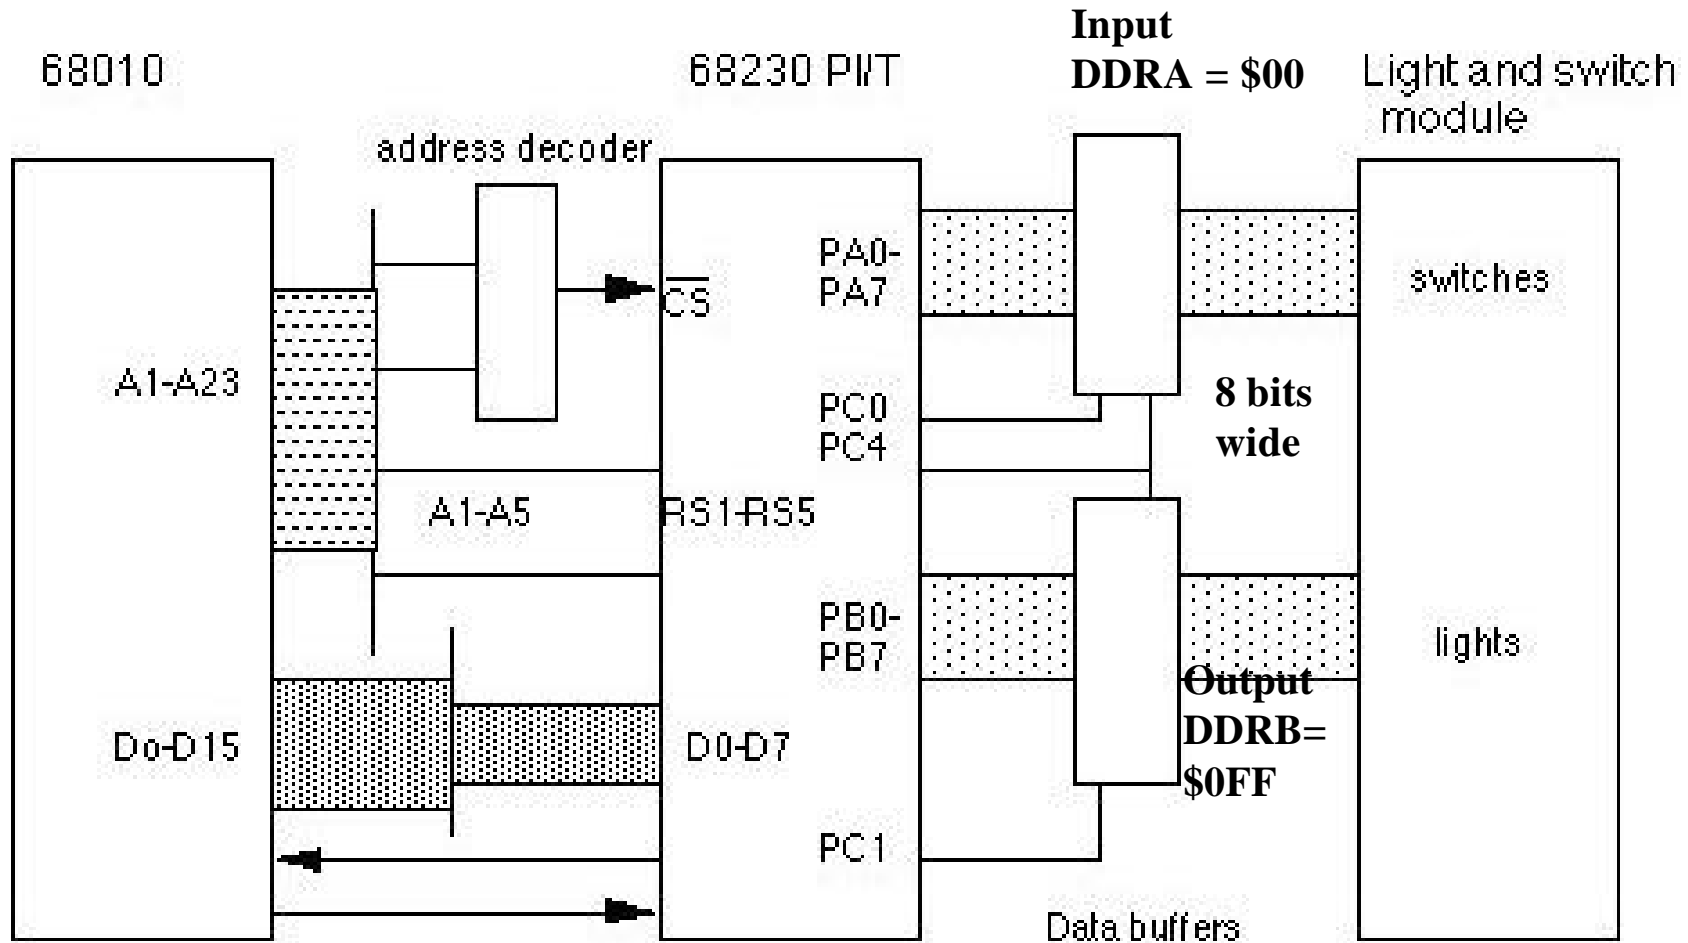 Input
68010
68230 PI/T
DDRA = $00
Light and switch
module
address decoder
PA0-
PA7
switches
CS
A1-A23
PC0
PC4
8 bits
wide
A1-A5
RS1-RS5
PB0-
PB7
lights
Output
DDRB=
$0FF
Do-D15
D0-D7
PC1
Data buffers